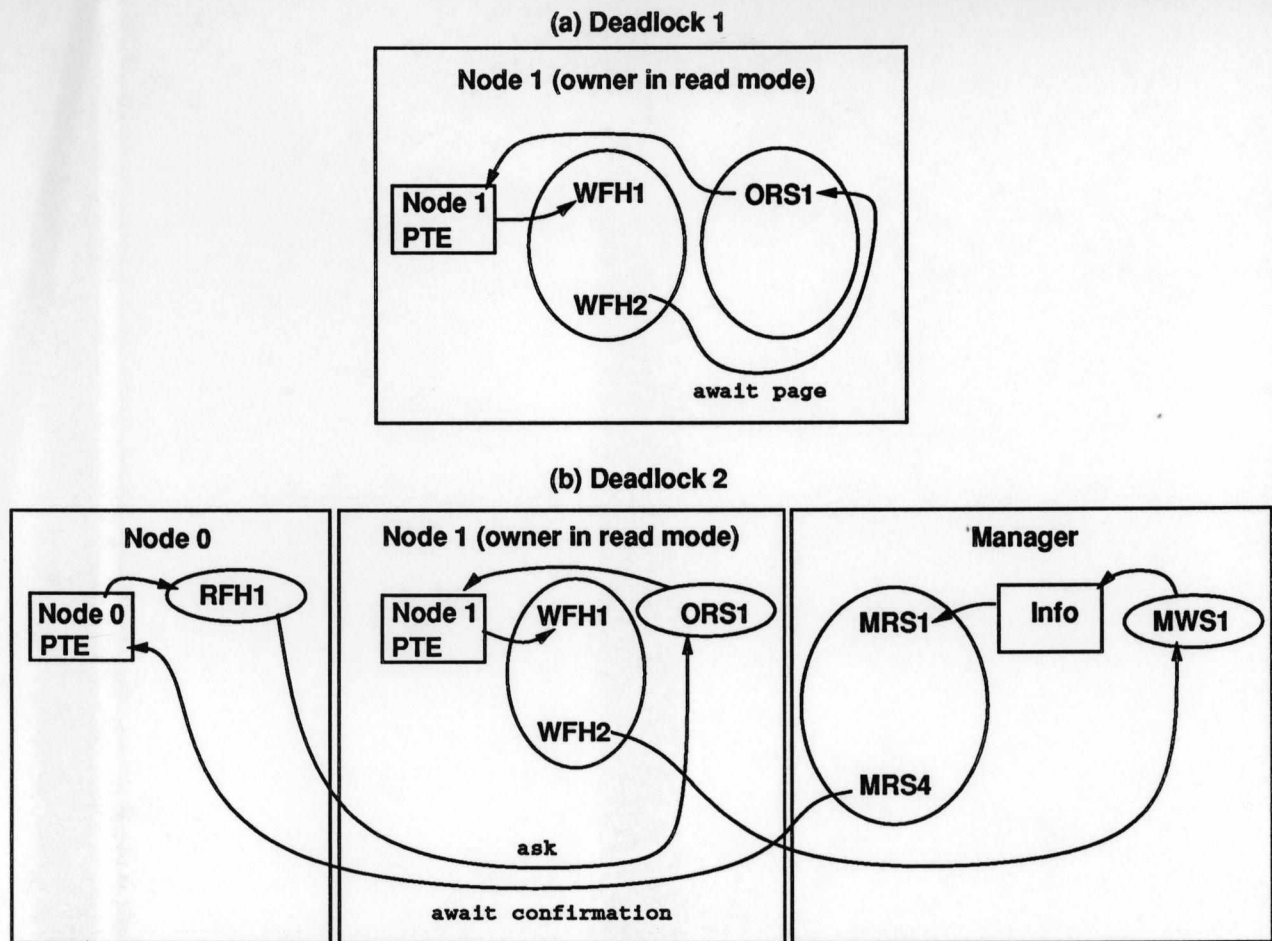 (a) Deadlock 1
Node 1 (owner in read mode)
Node 1
PTE
WFH1
WFH2
ORS1
await page
(b) Deadlock 2
Node 0
Node 0
PTE
RFH1
Node 1 (owner in read mode)
Node 1
PTE
WFH1
WFH2
ORS1
Manager
MRS1
MRS4
Info
MWS1
ask
await confirmation